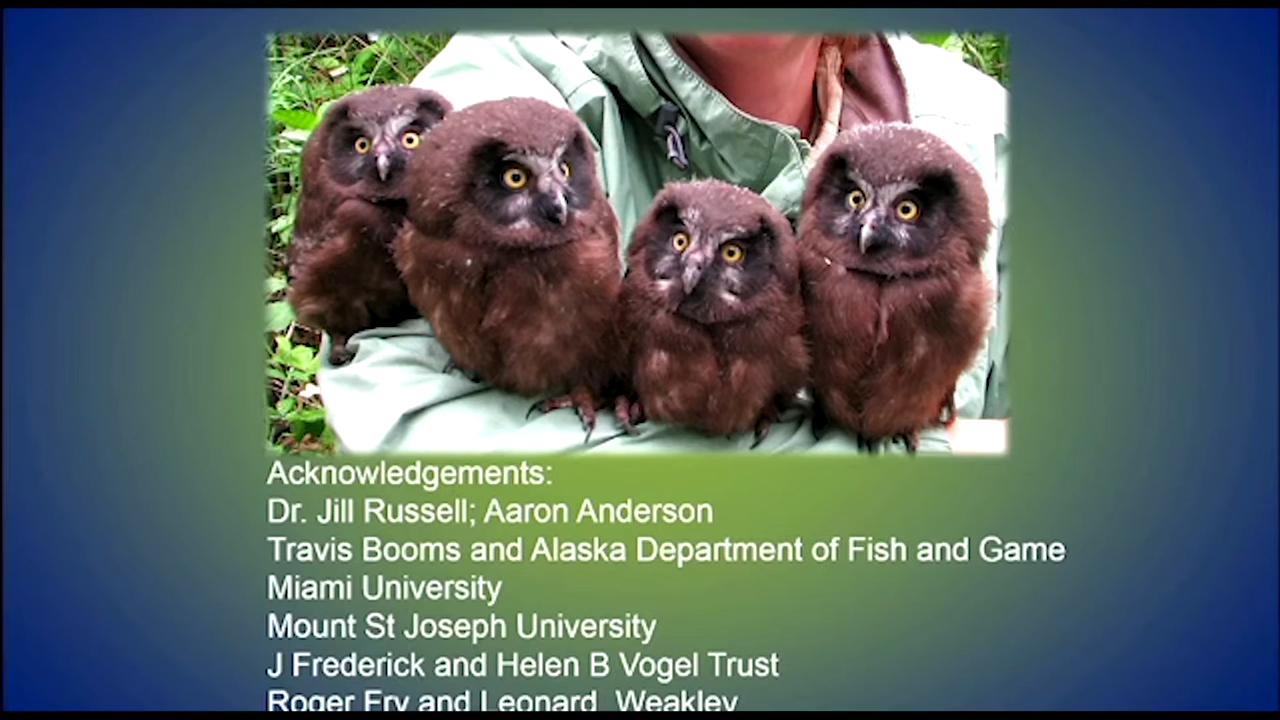 Acknowledgements:
Dr. Jill Russell; Aaron Anderson
Travis Booms and Alaska Department of Fish and Game
Miami University
Mount St Joseph University
J Frederick and Helen B Vogel Trust
Roger Fry and Leonard Weakley